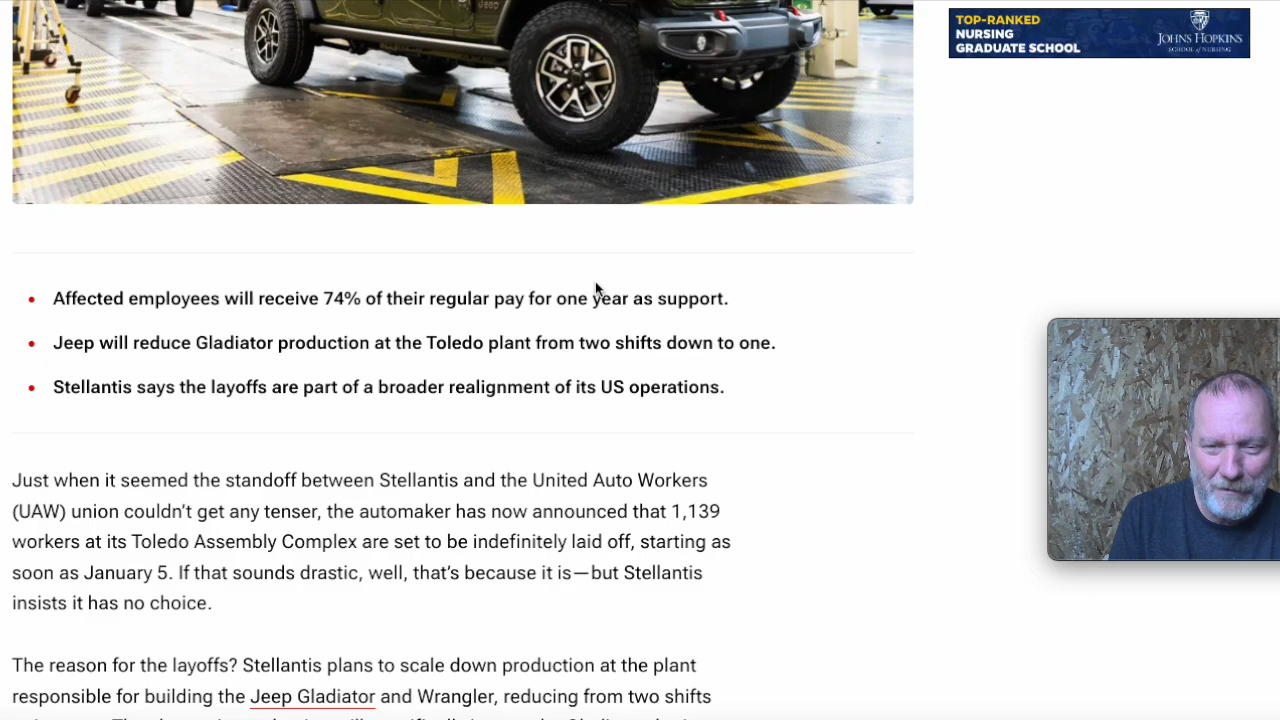 TOP-RANKED
NURSING
GRADUATE SCHOOL
JOHNS HOPKINS
SCHOOL of NURSING
Jeep
Affected employees will receive 74% of their regular pay for one year as support.
Jeep will reduce Gladiator production at the Toledo plant from two shifts down to one.
Stellantis says the layoffs are part of a broader realignment of its US operations.
Just when it seemed the standoff between Stellantis and the United Auto Workers
(UAW) union couldn’t get any tenser, the automaker has now announced that 1,139
workers at its Toledo Assembly Complex are set to be indefinitely laid off, starting as
soon as January 5. If that sounds drastic, well, that’s because it is—but Stellantis
insists it has no choice.
The reason for the layoffs? Stellantis plans to scale down production at the plant
responsible for building the Jeep Gladiator and Wrangler, reducing from two shifts